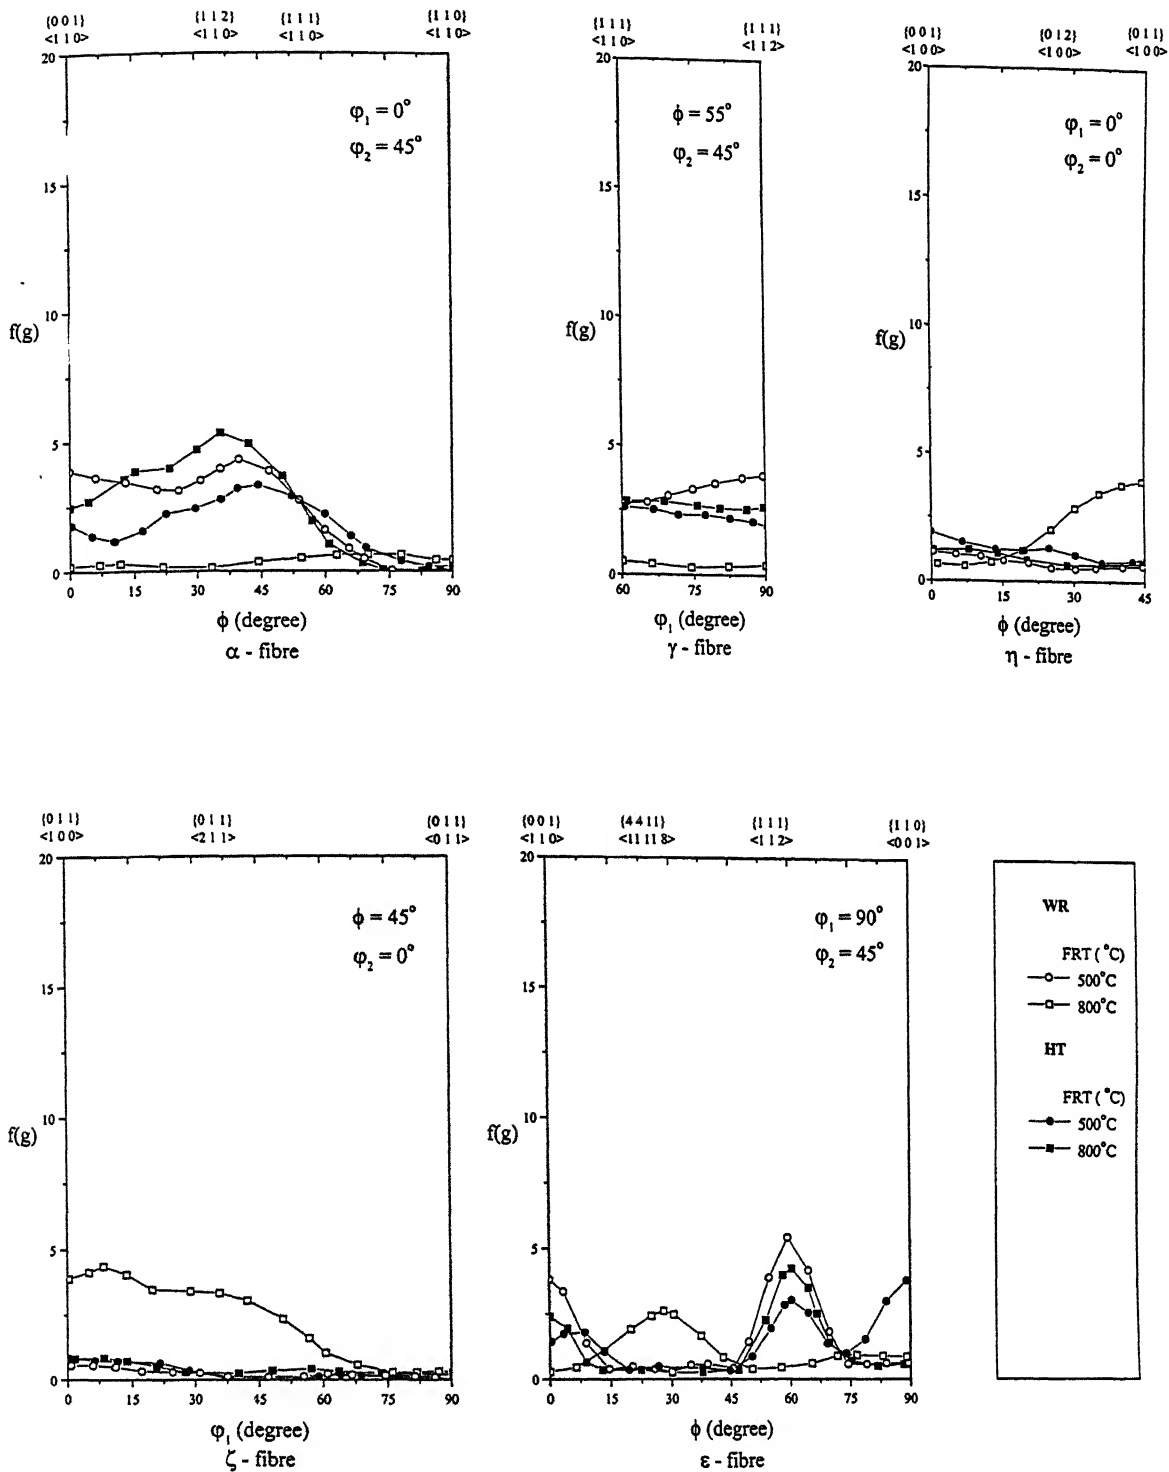 {0 0 1} {1 1 2} {1 1 1} {1 1 0}
<1 1 0> <1 1 0> <1 1 0> <1 1 0>
20
15
10
5
0
f(g)
φ₁ = 0°
φ₂ = 45°
0 15 30 45 60 75 90
ϕ (degree)
α - fibre
{1 1 1} {1 1 1}
<1 1 0> <1 1 2>
20
15
10
5
0
f(g)
ϕ = 55°
φ₂ = 45°
60 75 90
φ₁ (degree)
γ - fibre
{0 0 1} {0 1 2} {0 1 1}
<1 0 0> <1 0 0> <1 0 0>
20
15
10
5
0
f(g)
φ₁ = 0°
φ₂ = 0°
0 15 30 45
ϕ (degree)
η - fibre
{0 1 1} {0 1 1} {0 1 1}
<1 0 0> <2 1 1> <0 1 1>
20
15
10
5
0
f(g)
ϕ = 45°
φ₂ = 0°
0 15 30 45 60 75 90
φ₁ (degree)
ζ - fibre
{0 0 1} {4 4 11} {1 1 1} {1 1 0}
<1 1 0> <11 11 8> <1 1 2> <0 0 1>
20
15
10
5
0
f(g)
φ₁ = 90°
φ₂ = 45°
0 15 30 45 60 75 90
ϕ (degree)
ε - fibre
WR
FRT (°C)
500°C
800°C
HT
FRT (°C)
500°C
800°C